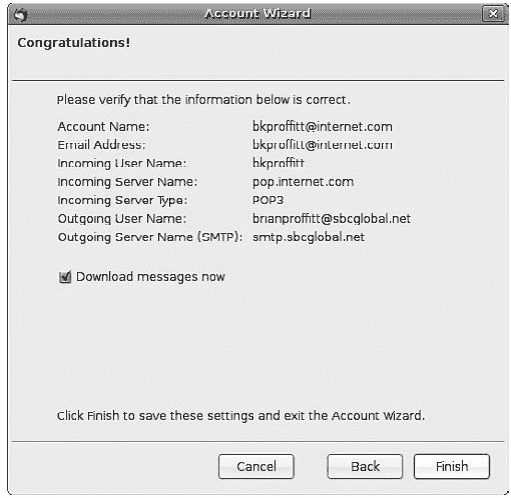 Account Wizard
Congratulations!
Please verify that the information below is correct.
Account Name: bkproffitt@internet.com
Email Address: bkproffitt@internet.com
Incoming User Name: bkproffitt
Incoming Server Name: pop.internet.com
Incoming Server Type: POP3
Outgoing User Name: brianproffitt@sbcglobal.net
Outgoing Server Name (SMTP): smtp.sbcglobal.net
Download messages now
Click Finish to save these settings and exit the Account Wizard.
Cancel Back Finish